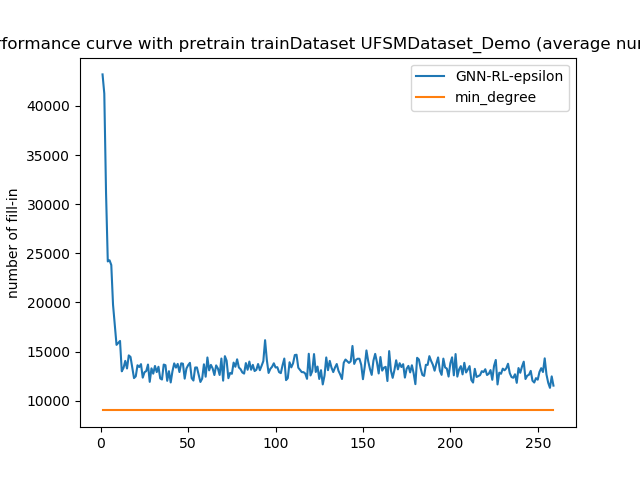 rformance curve with pretrain trainDataset UFSMDataset_Demo (average nu
GNN-RL-epsilon
min_degree
number of fill-in
40000
35000
30000
25000
20000
15000
10000
0 50 100 150 200 250